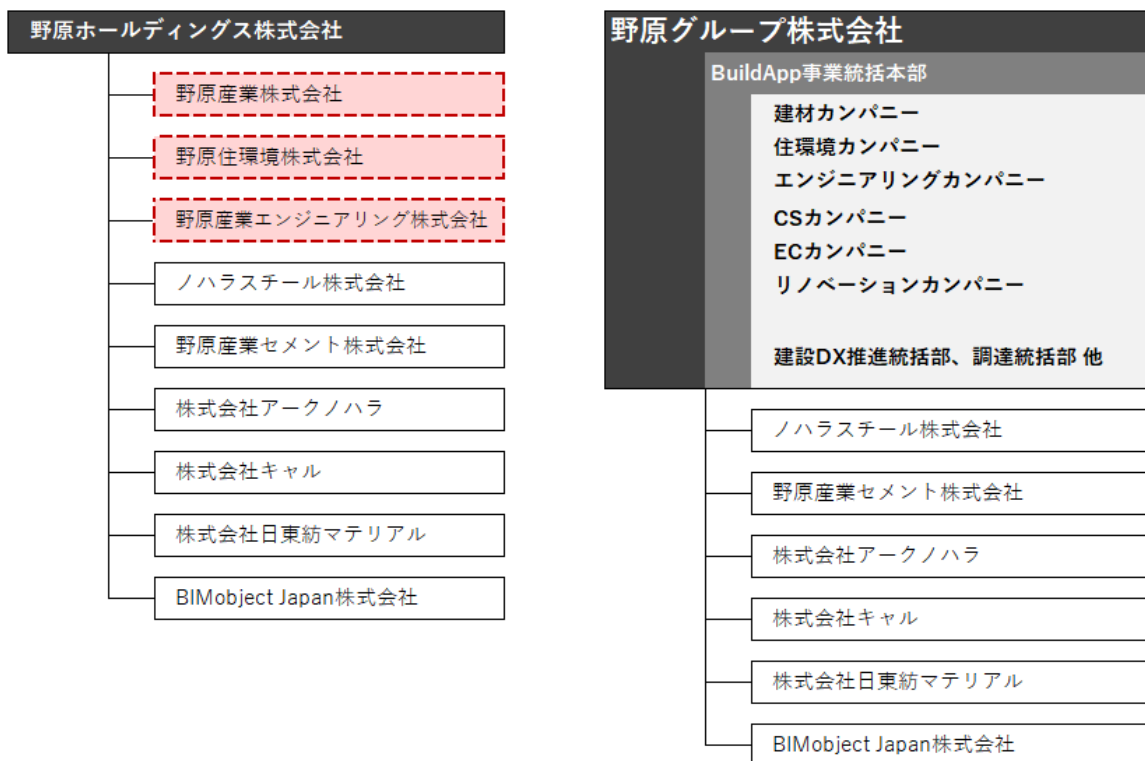 野原ホールディングス株式会社
野原産業株式会社
野原住環境株式会社
野原産業エンジニアリング株式会社
ノハラスチール株式会社
野原産業セメント株式会社
株式会社アークノハラ
株式会社キャル
株式会社日東紡マテリアル
BIMobject Japan株式会社
野原グループ株式会社
BuildApp事業統括本部
建材カンパニー
住環境カンパニー
エンジニアリングカンパニー
CSカンパニー
ECカンパニー
リノベーションカンパニー
建設DX推進統括部、調達統括部 他
ノハラスチール株式会社
野原産業セメント株式会社
株式会社アークノハラ
株式会社キャル
株式会社日東紡マテリアル
BIMobject Japan株式会社